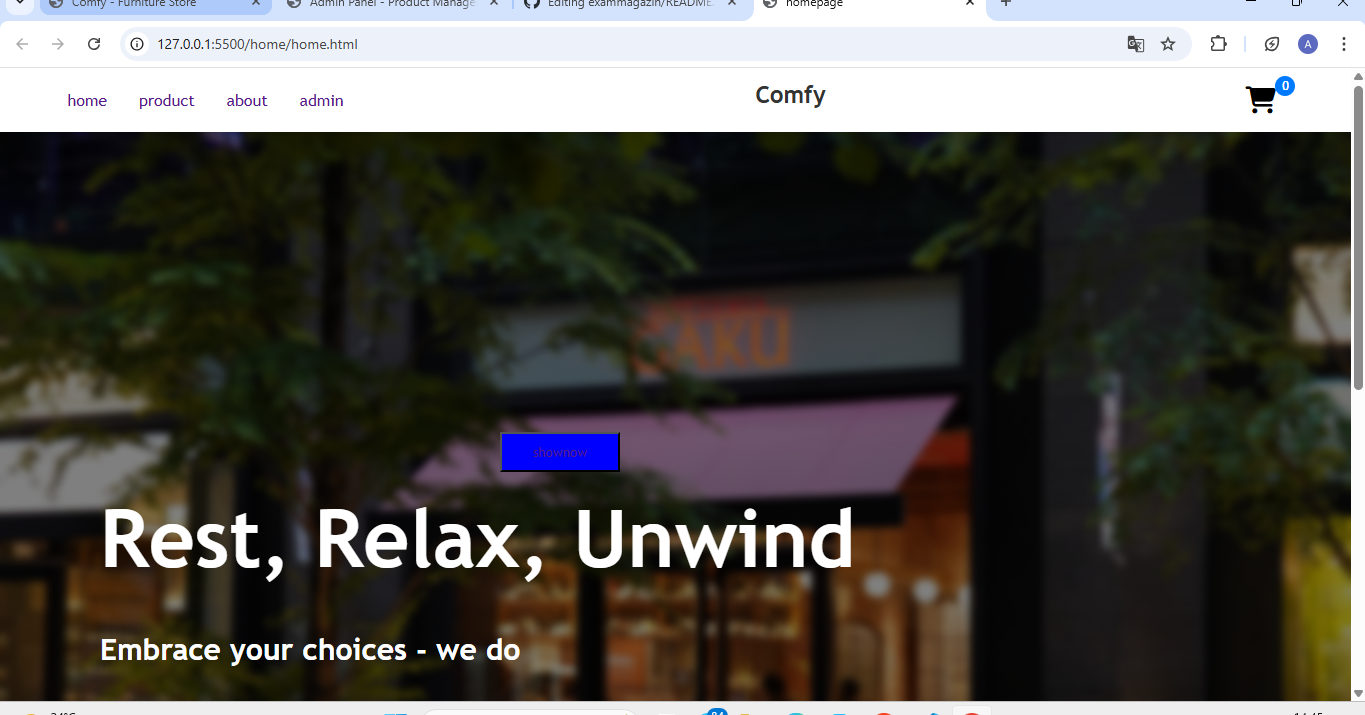 Comfy - Furniture Store
Admin Panel - Product Manage
Editing exammagazin/README.
homepage
127.0.0.1:5500/home/home.html
A
home
product
about
admin
Comfy
0
CAKU
shownow
Rest, Relax, Unwind
Embrace your choices - we do